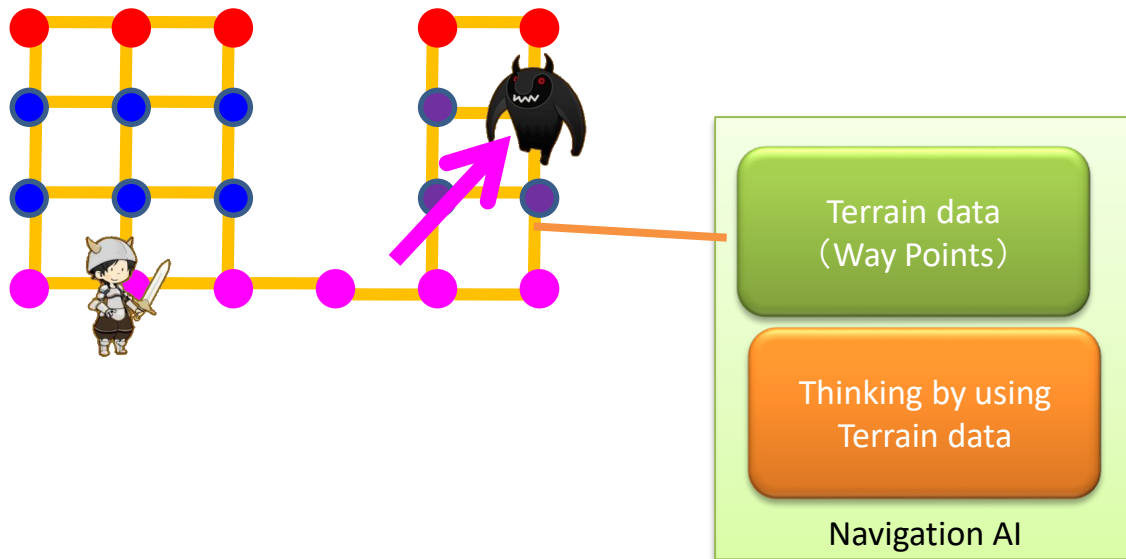 Terrain data
（Way Points）
Thinking by using
Terrain data
Navigation AI